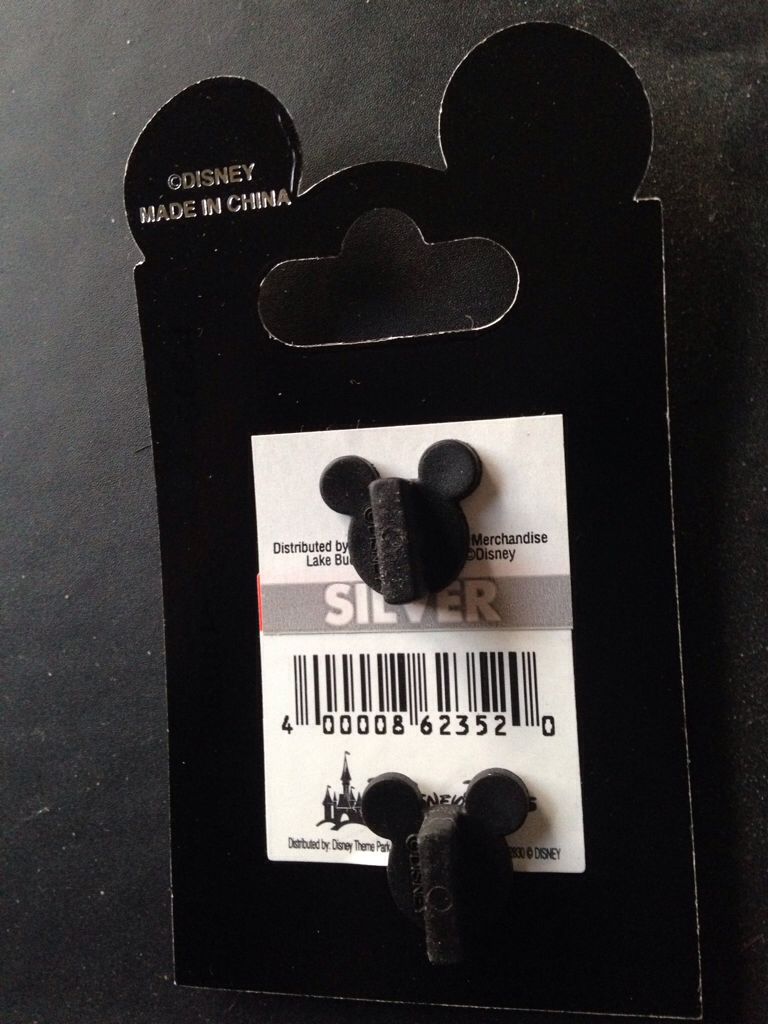 ©DISNEY
MADE IN CHINA
Distributed by Merchandise
Lake ©Disney
SILVER
4 00008 62352 0
Distributed by: Disney Theme Park © DISNEY